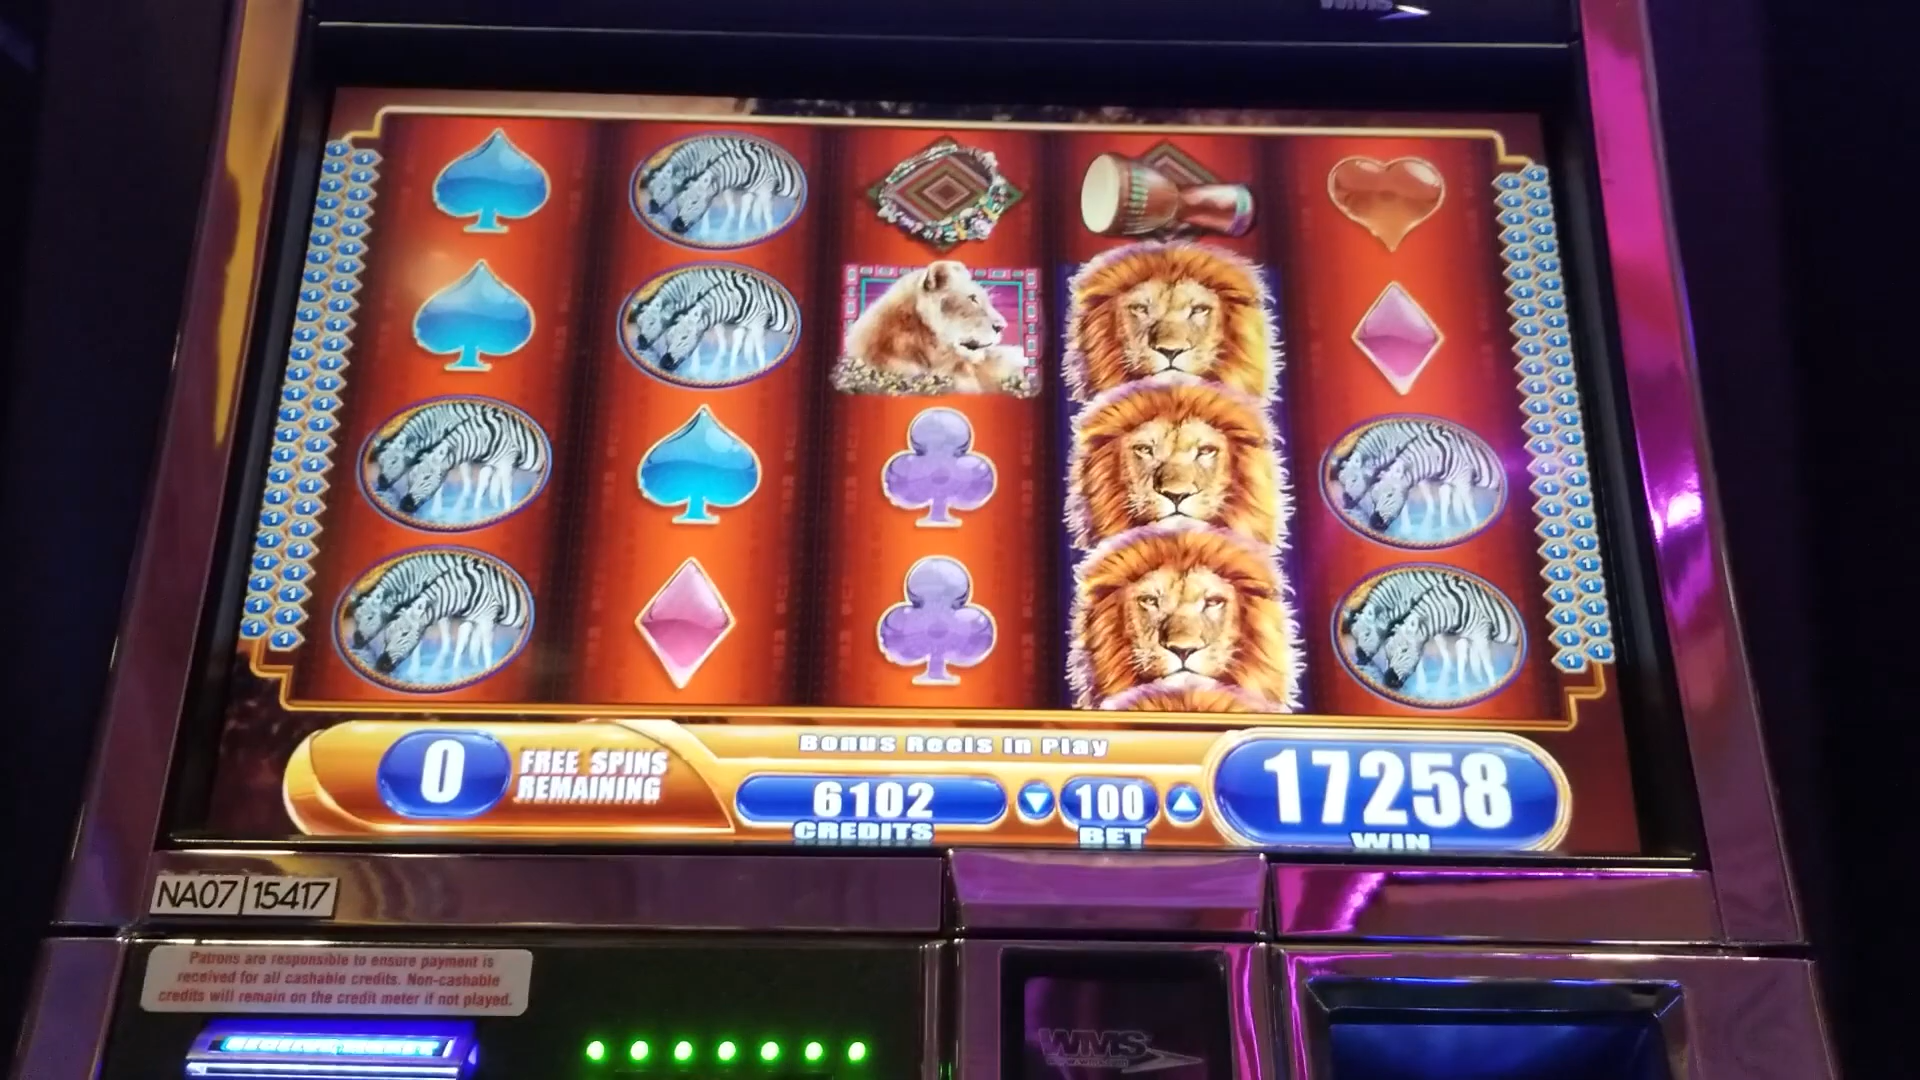 WMS
Bonus Reels In Play
0
FREE SPINS
REMAINING
6102
CREDITS
100
BET
17258
WIN
NA07 15417
Patrons are responsible to ensure payment is
received for all cashable credits. Non-cashable
credits will remain on the credit meter if not played.
WMS